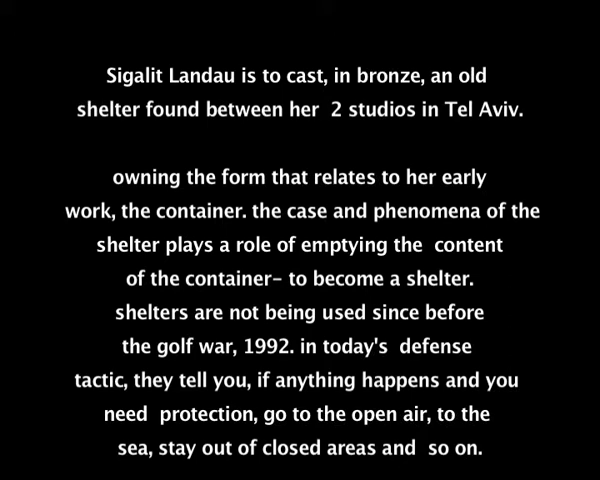 Sigalit Landau is to cast, in bronze, an old
shelter found between her 2 studios in Tel Aviv.
owning the form that relates to her early
work, the container. the case and phenomena of the
shelter plays a role of emptying the content
of the container- to become a shelter.
shelters are not being used since before
the golf war, 1992. in today's defense
tactic, they tell you, if anything happens and you
need protection, go to the open air, to the
sea, stay out of closed areas and so on.